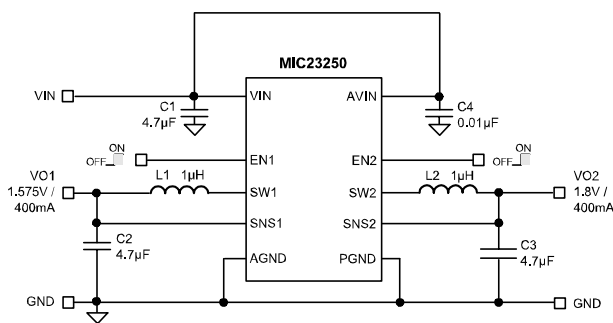 MIC23250
VIN
C1
4.7µF
VIN
AVIN
C4
0.01µF
ON
OFF
EN1
EN2
ON
OFF
VO1
1.575V /
400mA
L1 1µH
SW1
SW2
L2 1µH
VO2
1.8V /
400mA
SNS1
SNS2
C2
4.7µF
AGND
PGND
C3
4.7µF
GND
GND